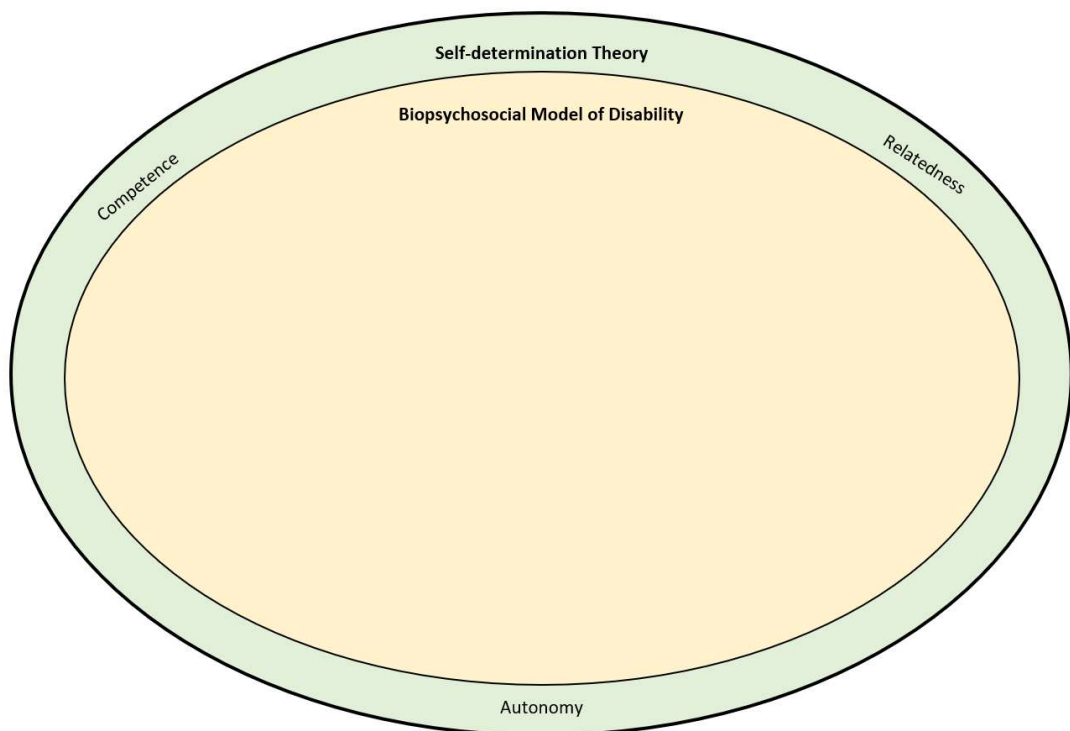 Self-determination Theory
Biopsychosocial Model of Disability
Competence
Relatedness
Autonomy